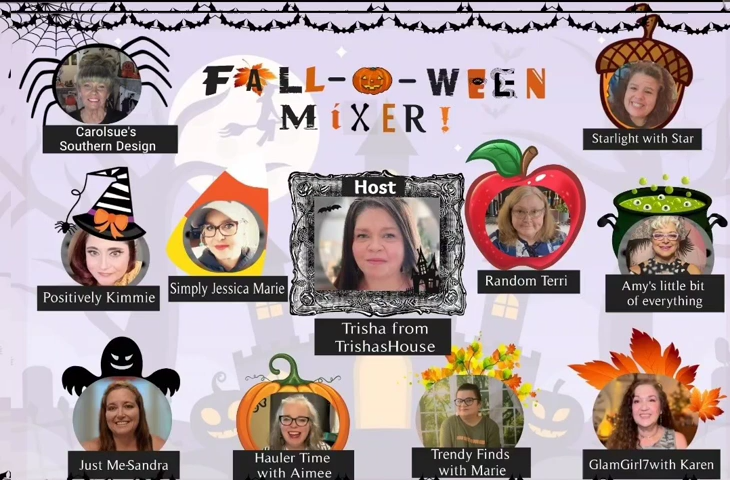 FALL-O-WEEN
MIXER!
Carolsue's
Southern Design
Starlight with Star
Host
Positively Kimmie
Simply Jessica Marie
Trisha from
TrishasHouse
Random Terri
Amy's little bit
of everything
Just Me-Sandra
Hauler Time
with Aimee
Trendy Finds
with Marie
GlamGirl7with Karen